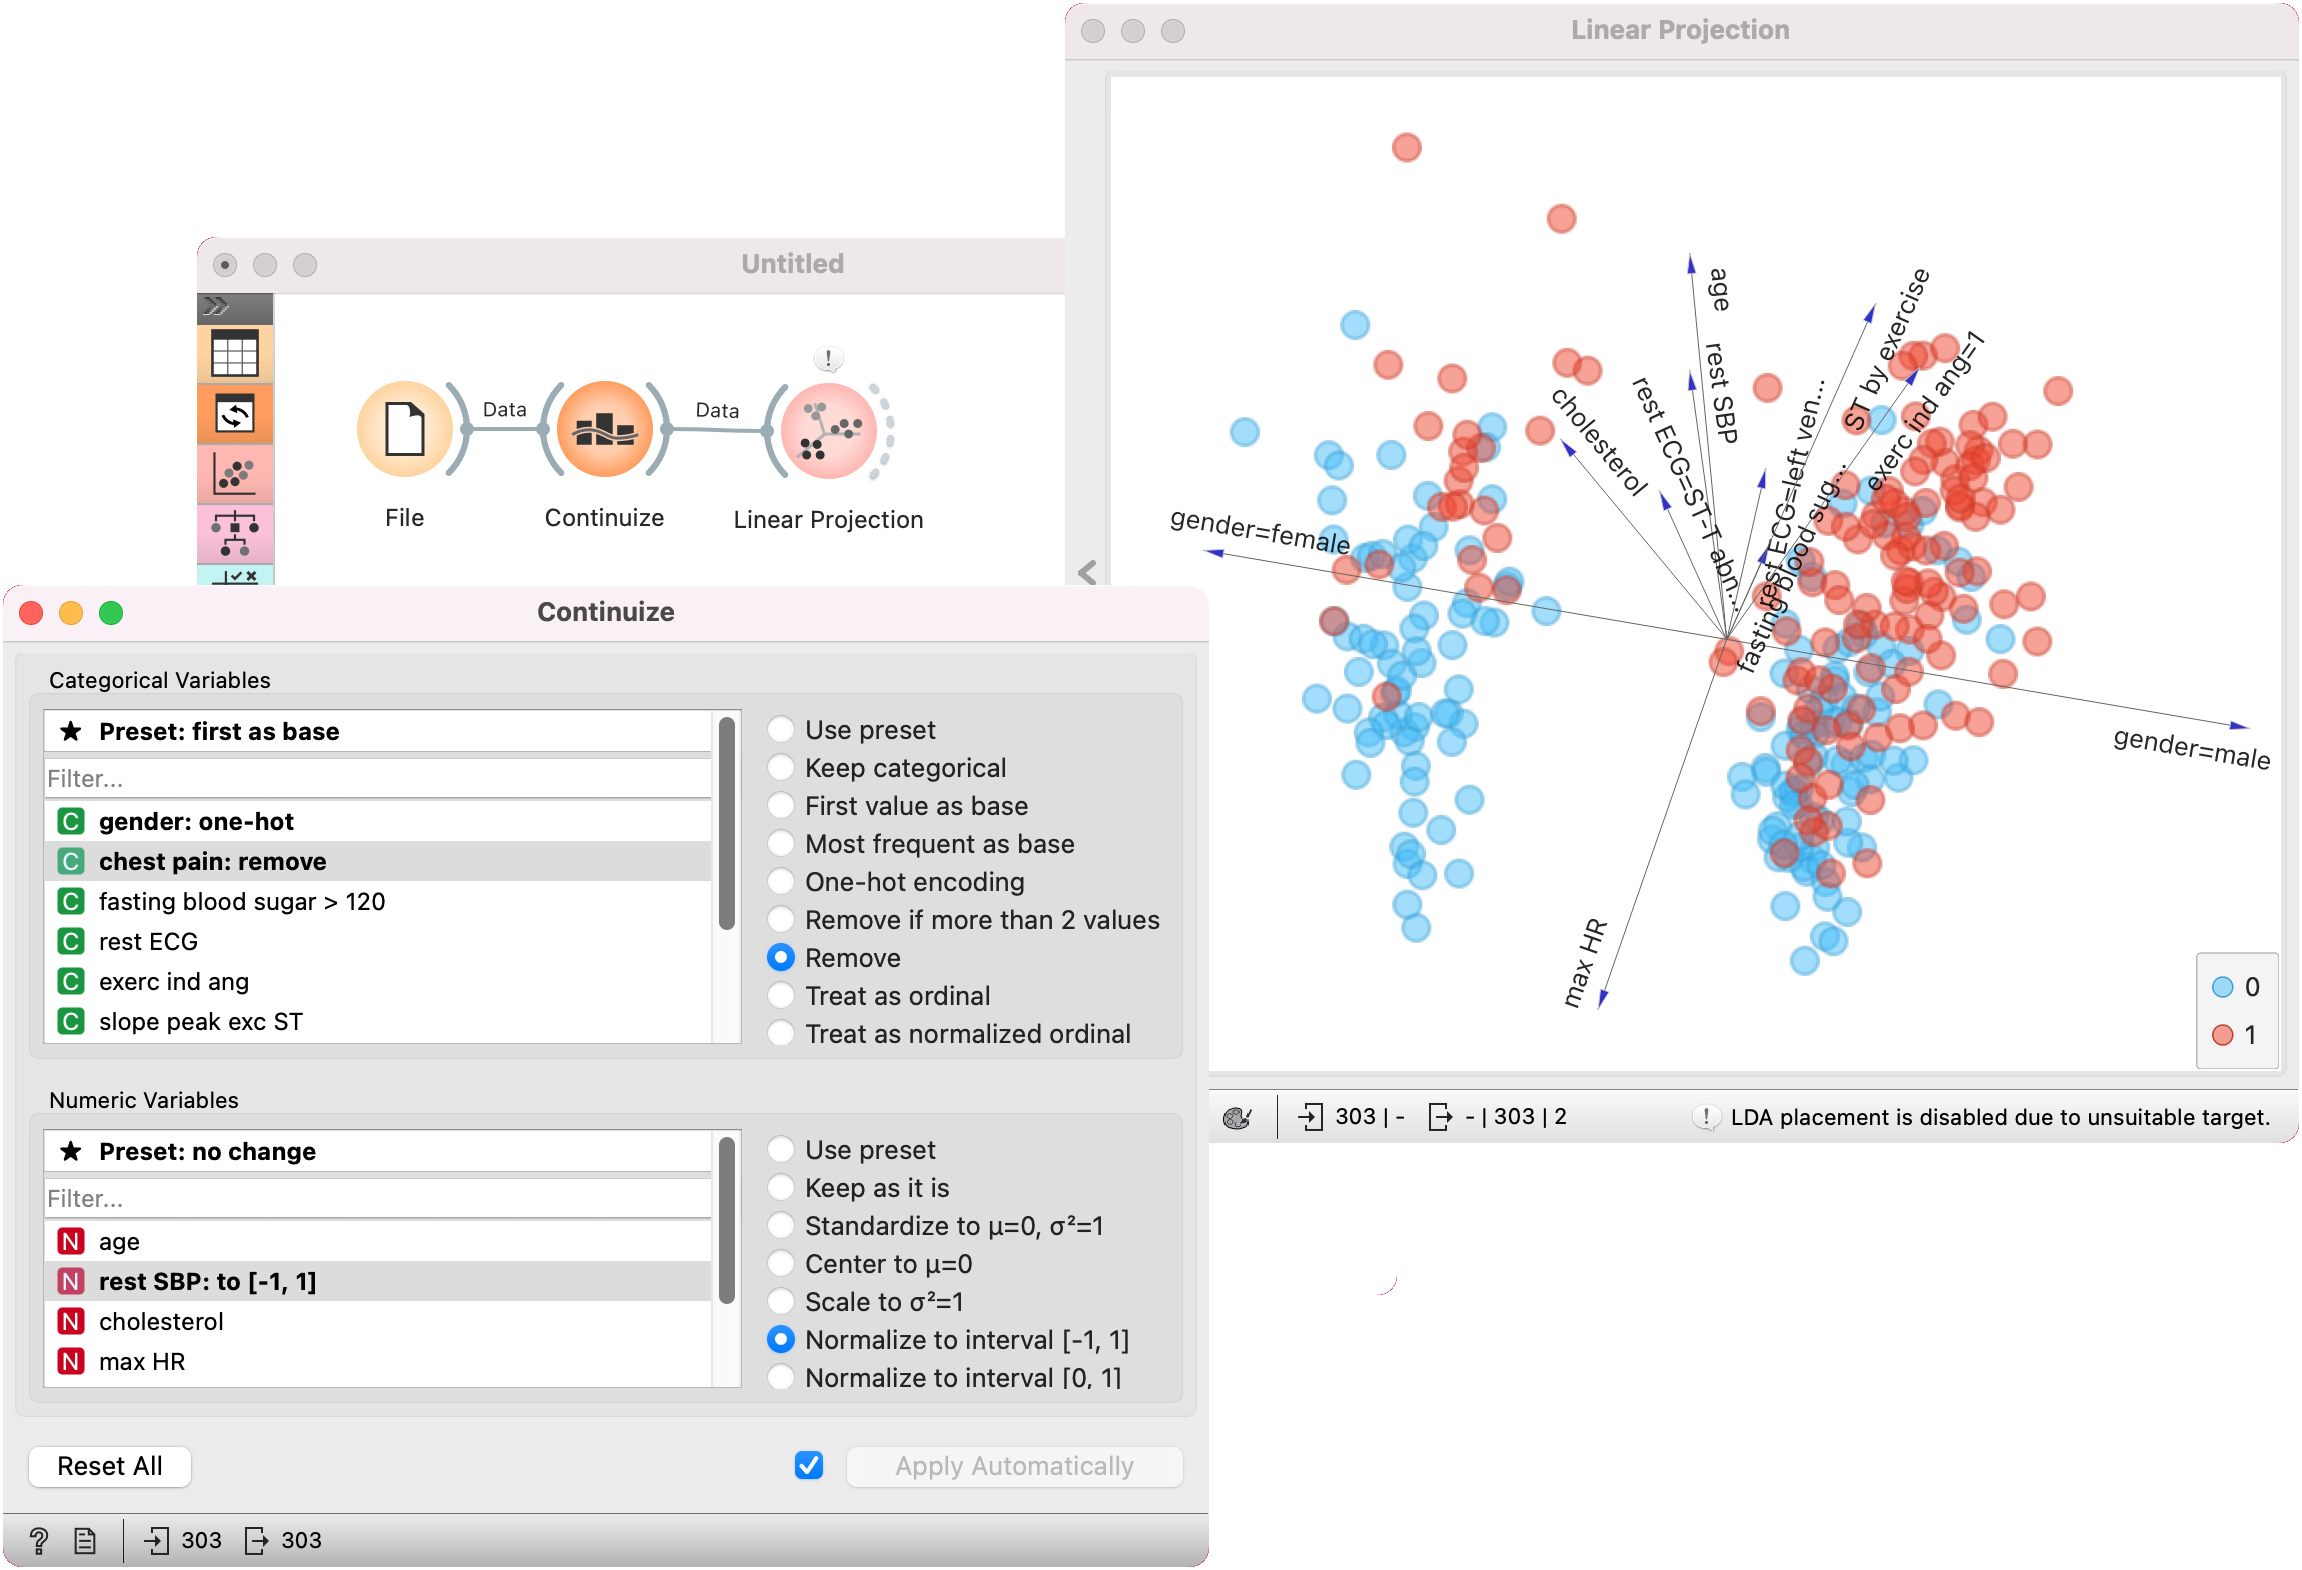 Linear Projection
age
rest SBP
ST by exercise
exerc ind ang=1
rest ECG=left ven...
cholesterol
rest ECG=ST-T abn...
fasting blood sug...
gender=female
gender=male
max HR
0
1
303 | -
- | 303 | 2
LDA placement is disabled due to unsuitable target.
Untitled
Data
Data
File
Continuize
Linear Projection
Continuize
Categorical Variables
★ Preset: first as base
Filter...
C gender: one-hot
C chest pain: remove
C fasting blood sugar > 120
C rest ECG
C exerc ind ang
C slope peak exc ST
Use preset
Keep categorical
First value as base
Most frequent as base
One-hot encoding
Remove if more than 2 values
Remove
Treat as ordinal
Treat as normalized ordinal
Numeric Variables
★ Preset: no change
Filter...
N age
N rest SBP: to [-1, 1]
N cholesterol
N max HR
Use preset
Keep as it is
Standardize to μ=0, σ²=1
Center to μ=0
Scale to σ²=1
Normalize to interval [-1, 1]
Normalize to interval [0, 1]
Reset All
Apply Automatically
? 303 303